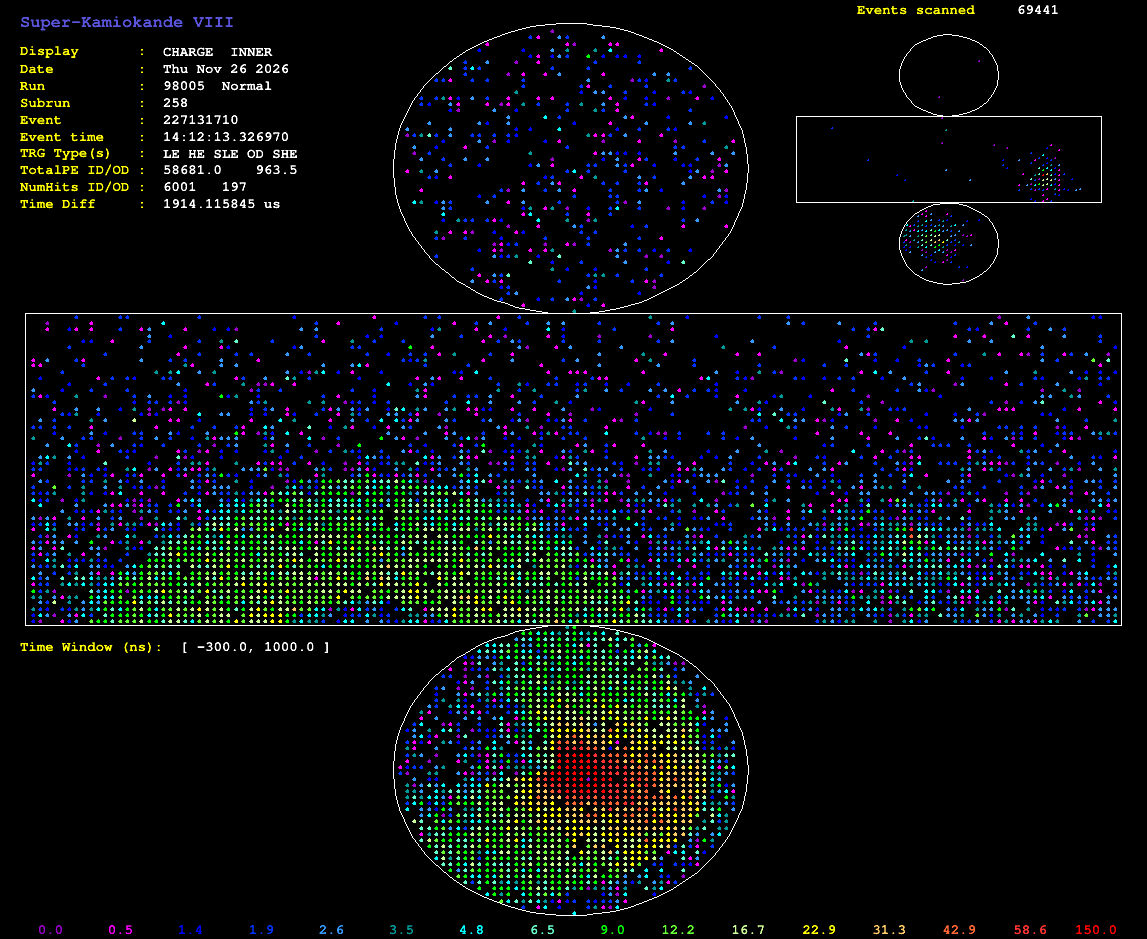 Super-Kamiokande VIII
Events scanned 69441
Display : CHARGE INNER
Date : Thu Nov 26 2026
Run : 98005 Normal
Subrun : 258
Event : 227131710
Event time : 14:12:13.326970
TRG Type(s) : LE HE SLE OD SHE
TotalPE ID/OD : 58681.0 963.5
NumHits ID/OD : 6001 197
Time Diff : 1914.115845 us
Time Window (ns): [ -300.0, 1000.0 ]
0.0 0.5 1.4 1.9 2.6 3.5 4.8 6.5 9.0 12.2 16.7 22.9 31.3 42.9 58.6 150.0